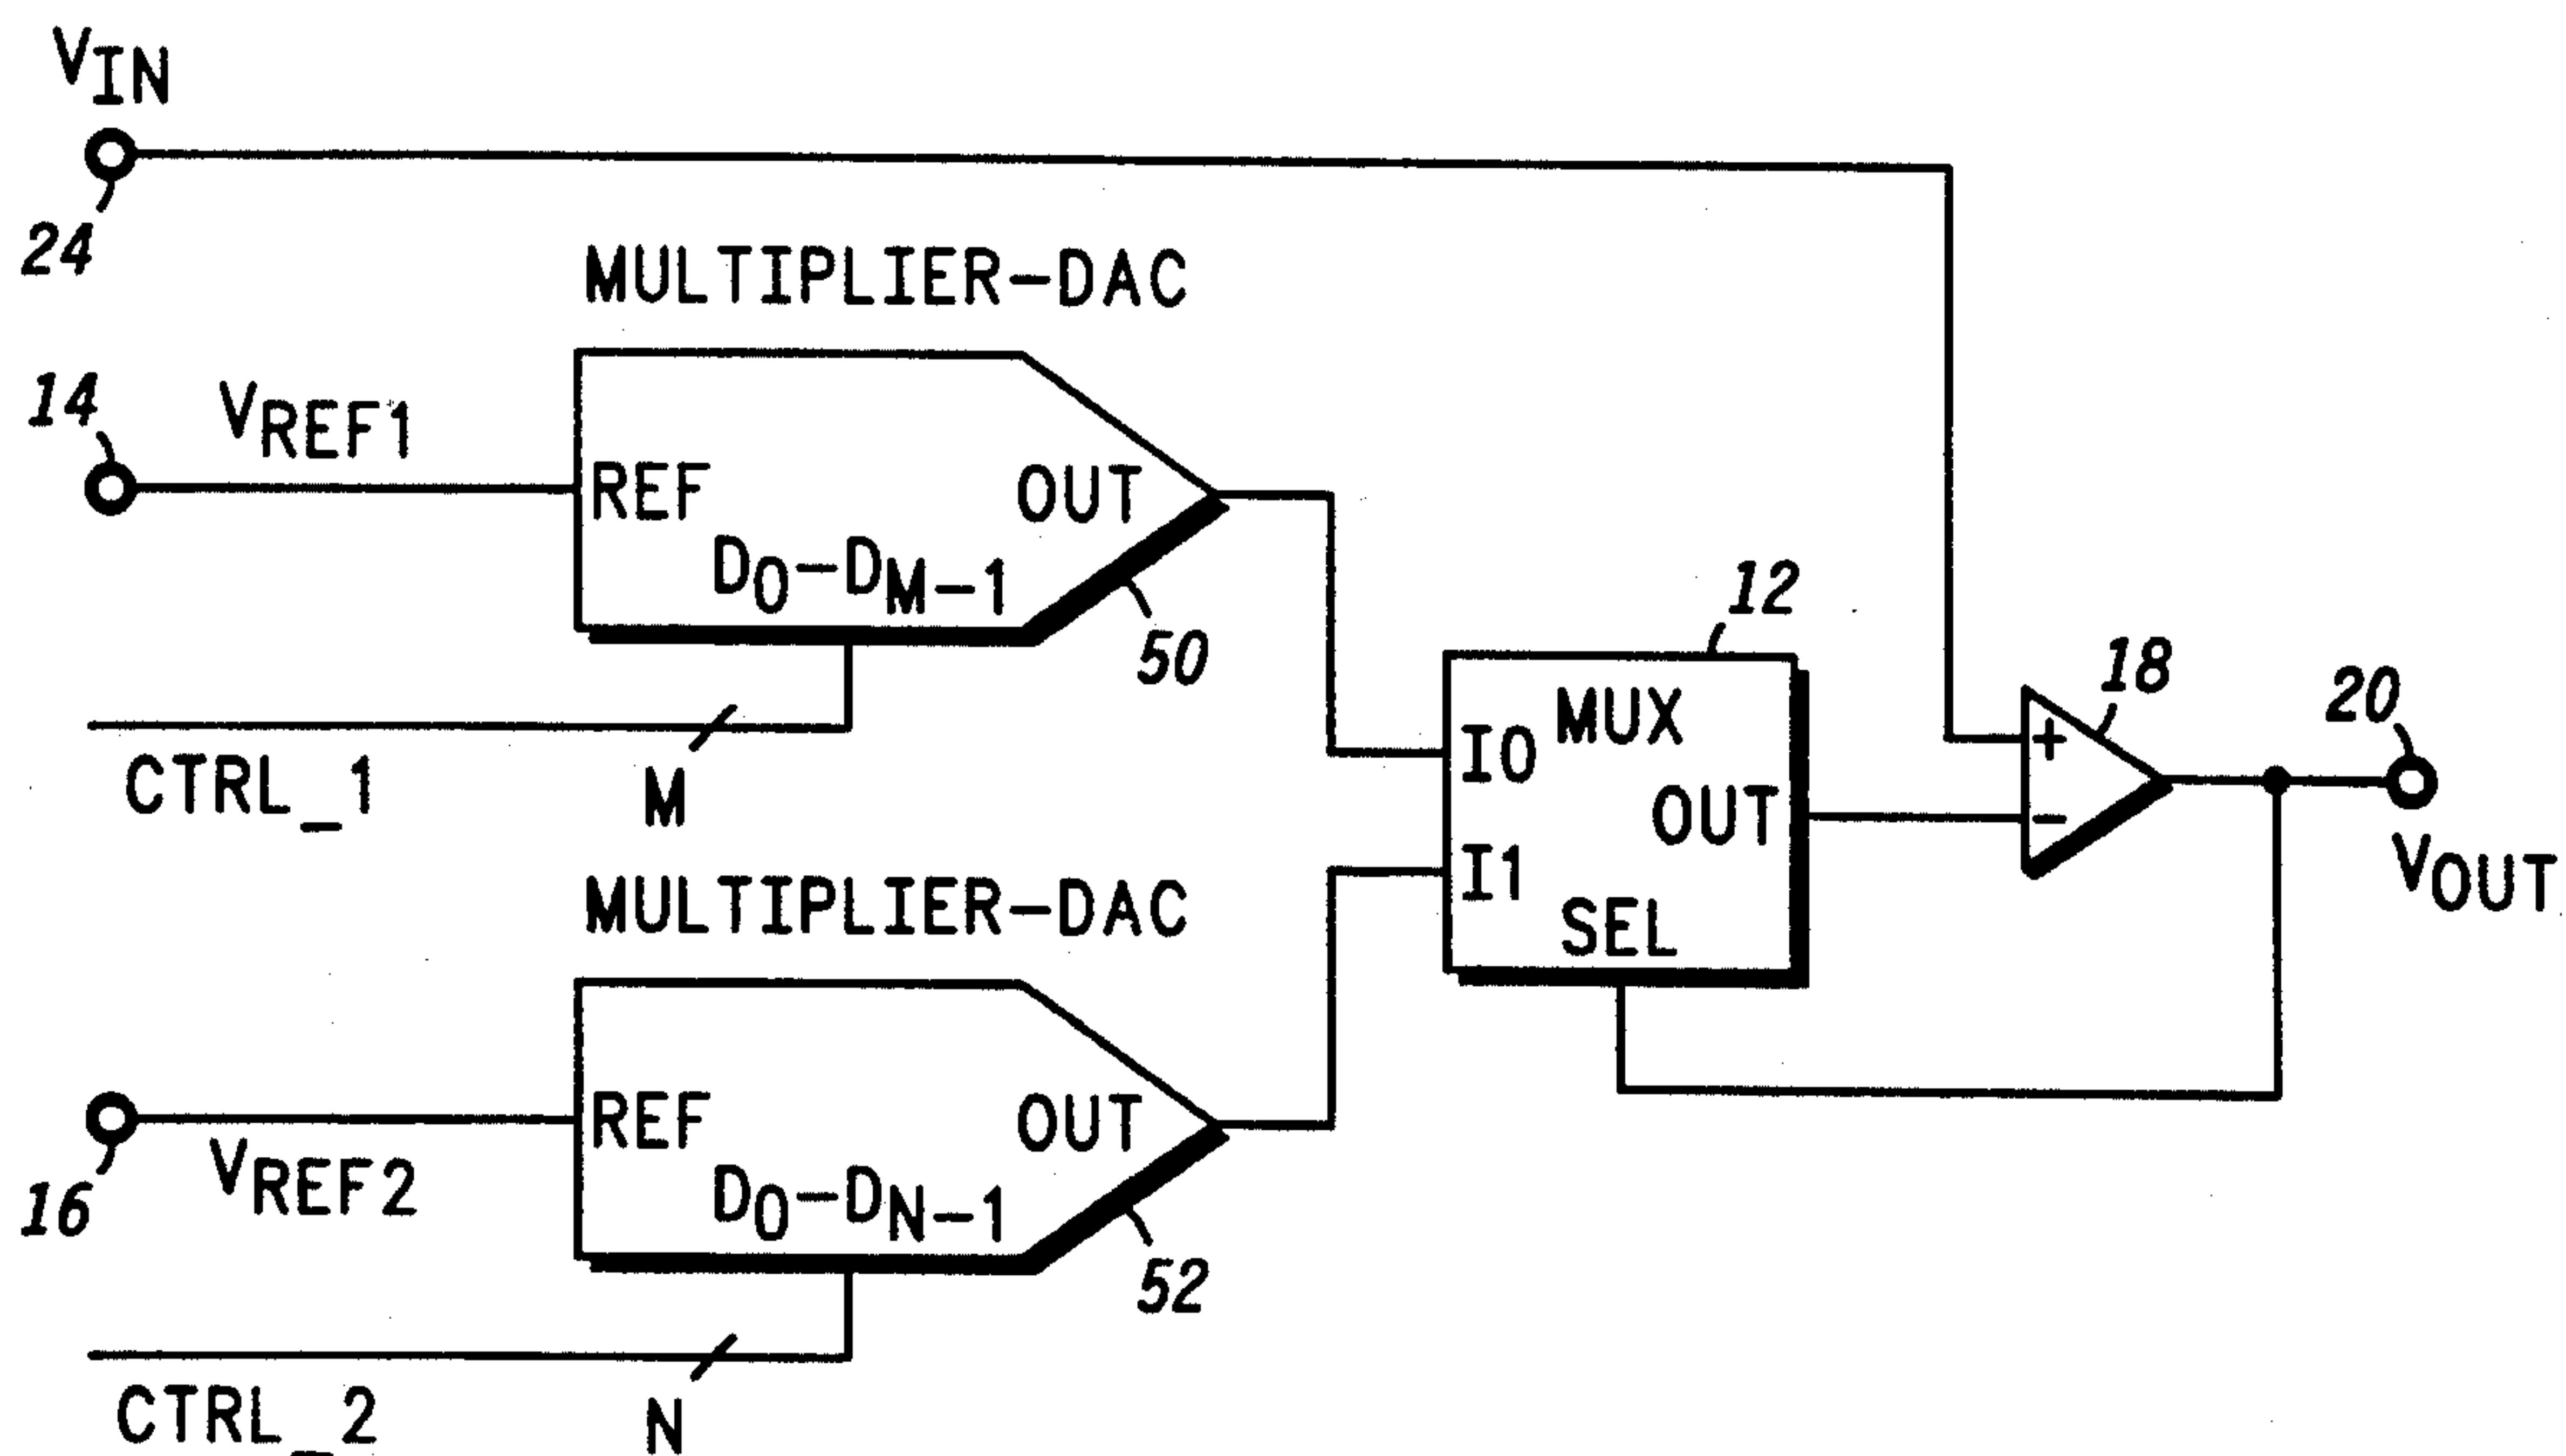 VIN
24
MULTIPLIER-DAC
14
VREF1
REF
OUT
D0-DM-1
50
CTRL_1
M
12
MUX
I0
OUT
I1
SEL
18
+
-
20
VOUT
MULTIPLIER-DAC
16
VREF2
REF
OUT
D0-DN-1
52
CTRL_2
N